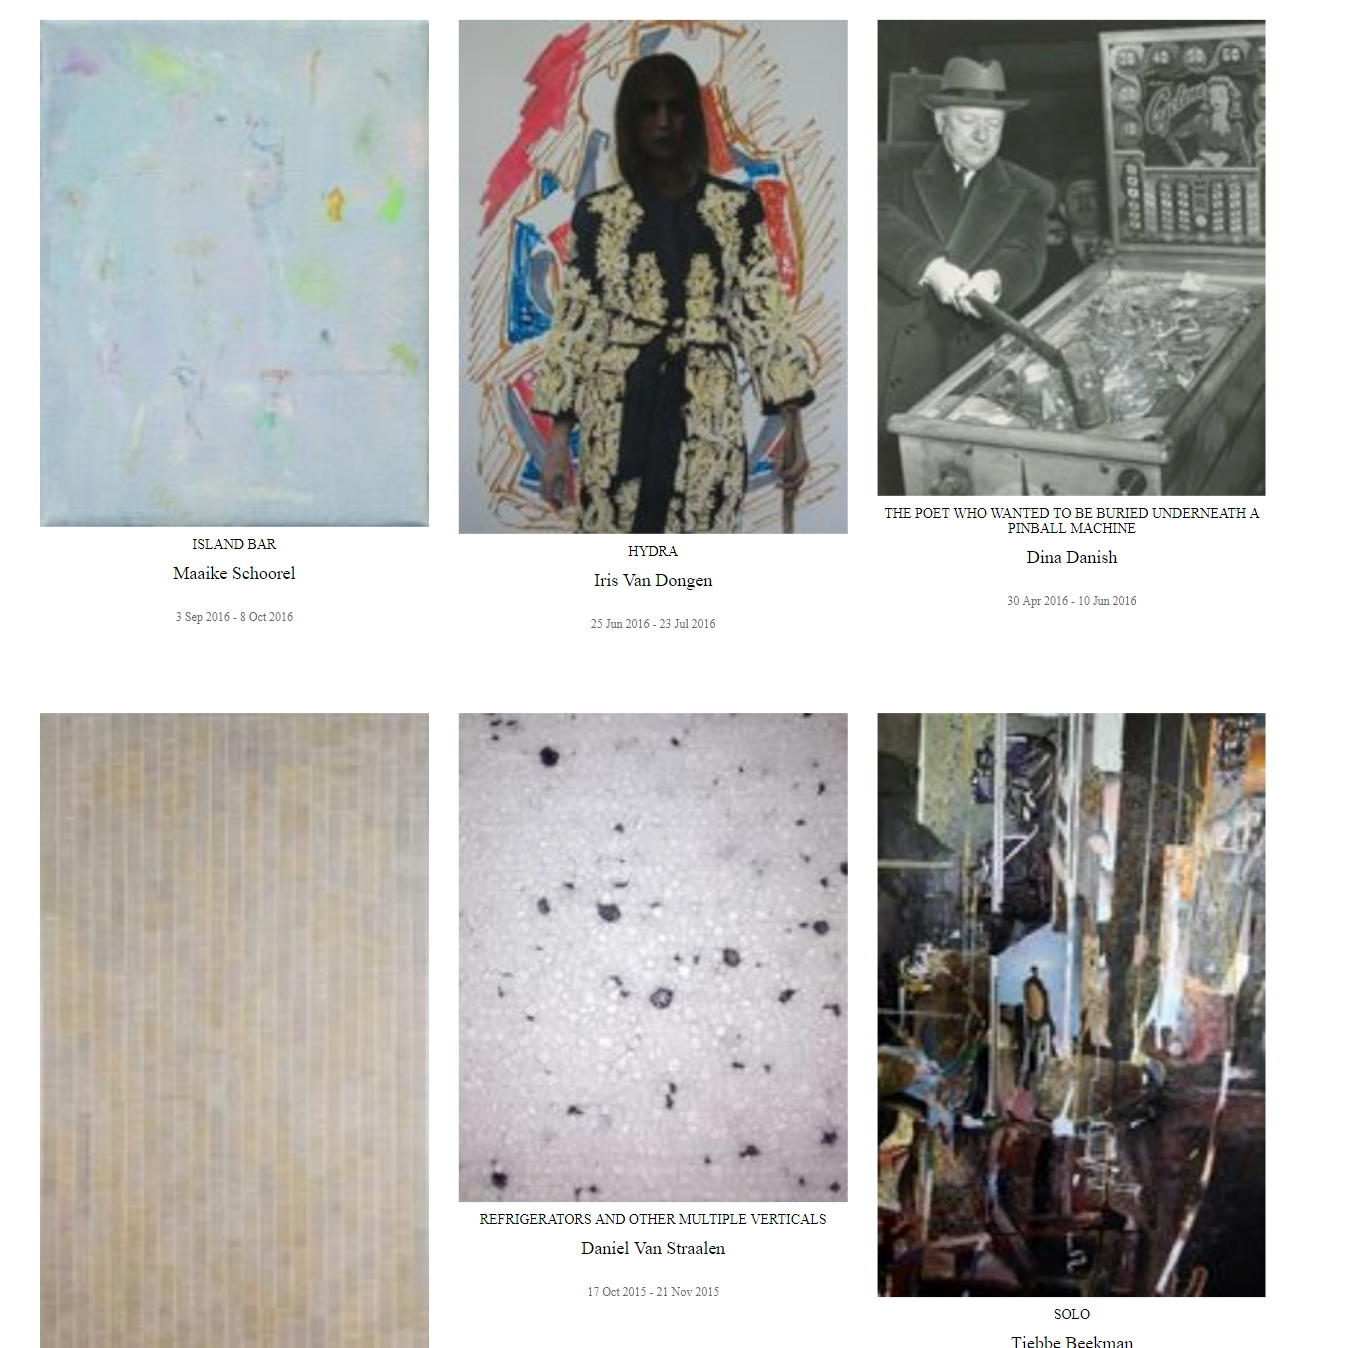 ISLAND BAR
Maaike Schoorel
3 Sep 2016 - 8 Oct 2016
HYDRA
Iris Van Dongen
25 Jun 2016 - 23 Jul 2016
THE POET WHO WANTED TO BE BURIED UNDERNEATH A
PINBALL MACHINE
Dina Danish
30 Apr 2016 - 10 Jun 2016
REFRIGERATORS AND OTHER MULTIPLE VERTICALS
Daniel Van Straalen
17 Oct 2015 - 21 Nov 2015
SOLO
Tiebbe Beekman